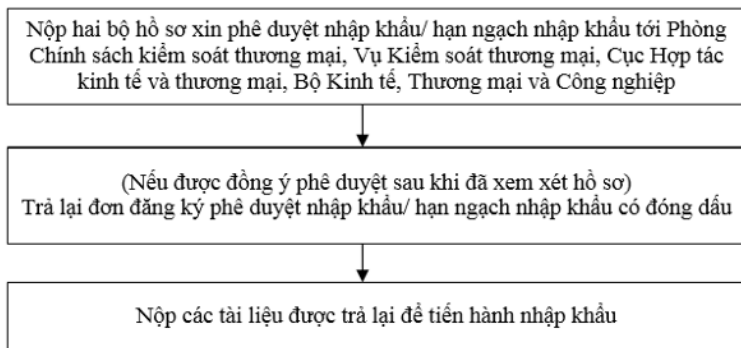 Nộp hai bộ hồ sơ xin phê duyệt nhập khẩu/ hạn ngạch nhập khẩu tới Phòng
Chính sách kiểm soát thương mại, Vụ Kiểm soát thương mại, Cục Hợp tác
kinh tế và thương mại, Bộ Kinh tế, Thương mại và Công nghiệp
(Nếu được đồng ý phê duyệt sau khi đã xem xét hồ sơ)
Trả lại đơn đăng ký phê duyệt nhập khẩu/ hạn ngạch nhập khẩu có đóng dấu
Nộp các tài liệu được trả lại để tiến hành nhập khẩu